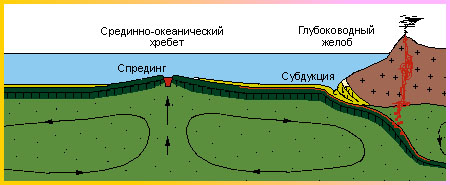 Срединно-океанический
хребет
Глубоководный
желоб
Спрединг
Субдукция